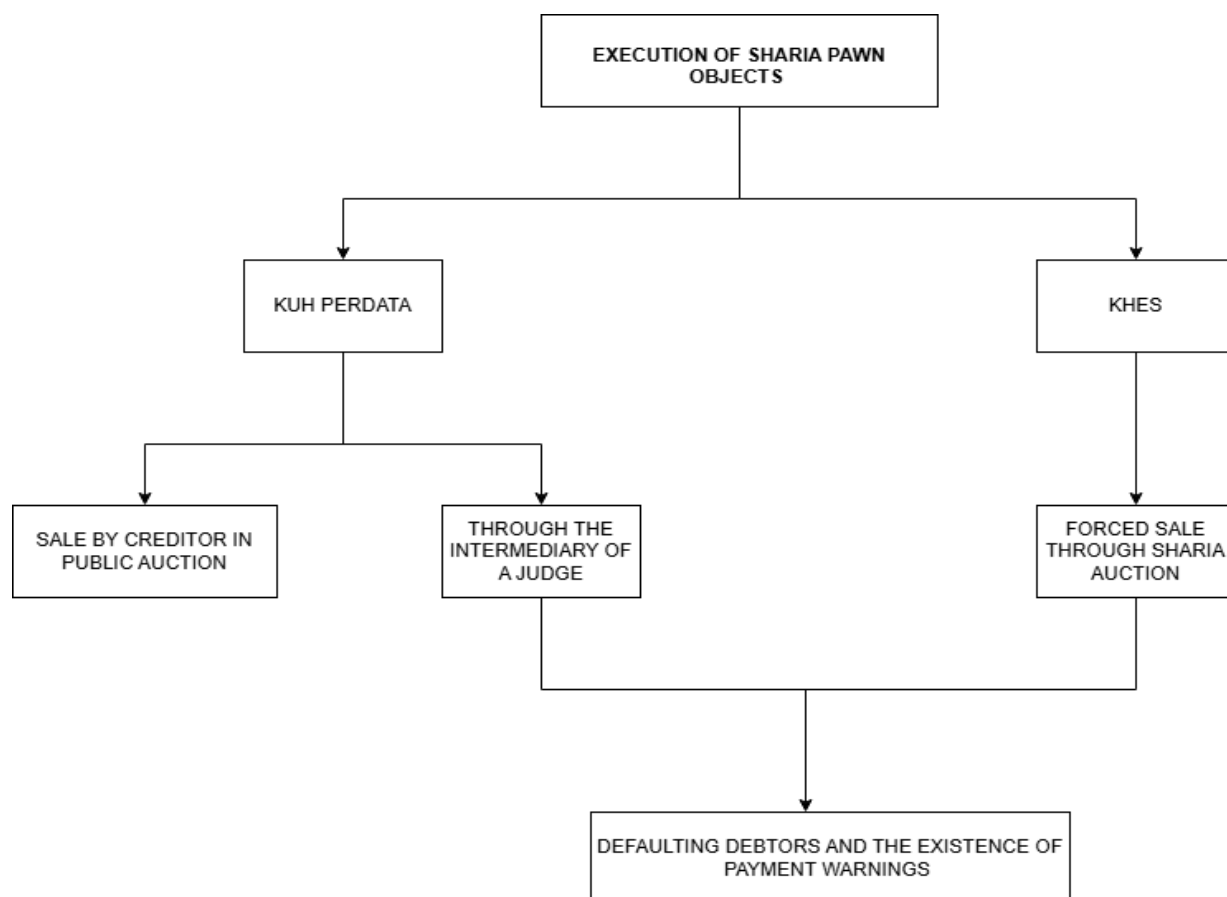 EXECUTION OF SHARIA PAWN
OBJECTS
KUH PERDATA
KHES
SALE BY CREDITOR IN
PUBLIC AUCTION
THROUGH THE
INTERMEDIARY OF
A JUDGE
FORCED SALE
THROUGH SHARIA
AUCTION
DEFAULTING DEBTORS AND THE EXISTENCE OF
PAYMENT WARNINGS